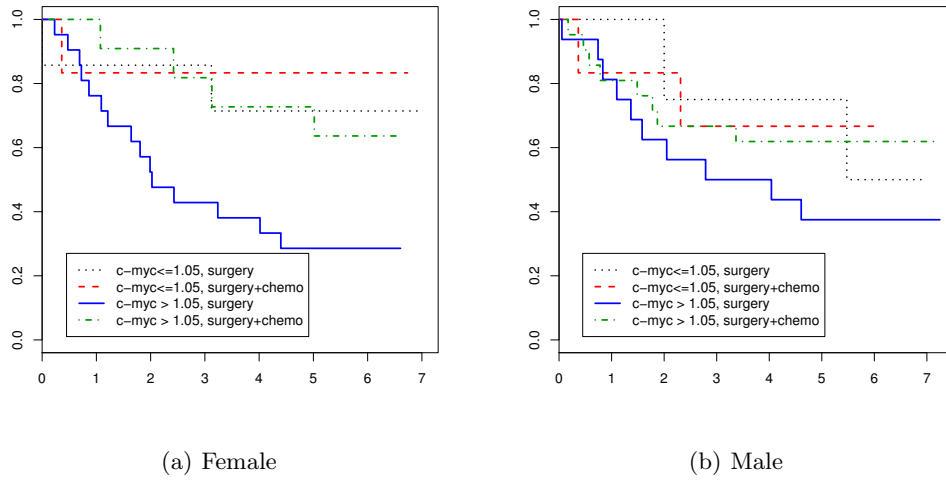 1.0
0.8
0.6
0.4
0.2
0.0
c-myc<=1.05, surgery
c-myc<=1.05, surgery+chemo
c-myc > 1.05, surgery
c-myc > 1.05, surgery+chemo
0 1 2 3 4 5 6 7
(a) Female
1.0
0.8
0.6
0.4
0.2
0.0
c-myc<=1.05, surgery
c-myc<=1.05, surgery+chemo
c-myc > 1.05, surgery
c-myc > 1.05, surgery+chemo
0 1 2 3 4 5 6 7
(b) Male